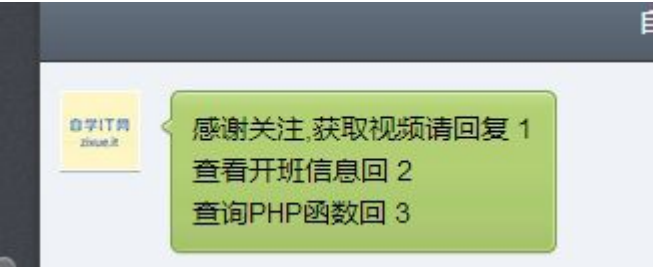 自
自学IT网
zixue.it
感谢关注,获取视频请回复 1
查看开班信息回 2
查询PHP函数回 3